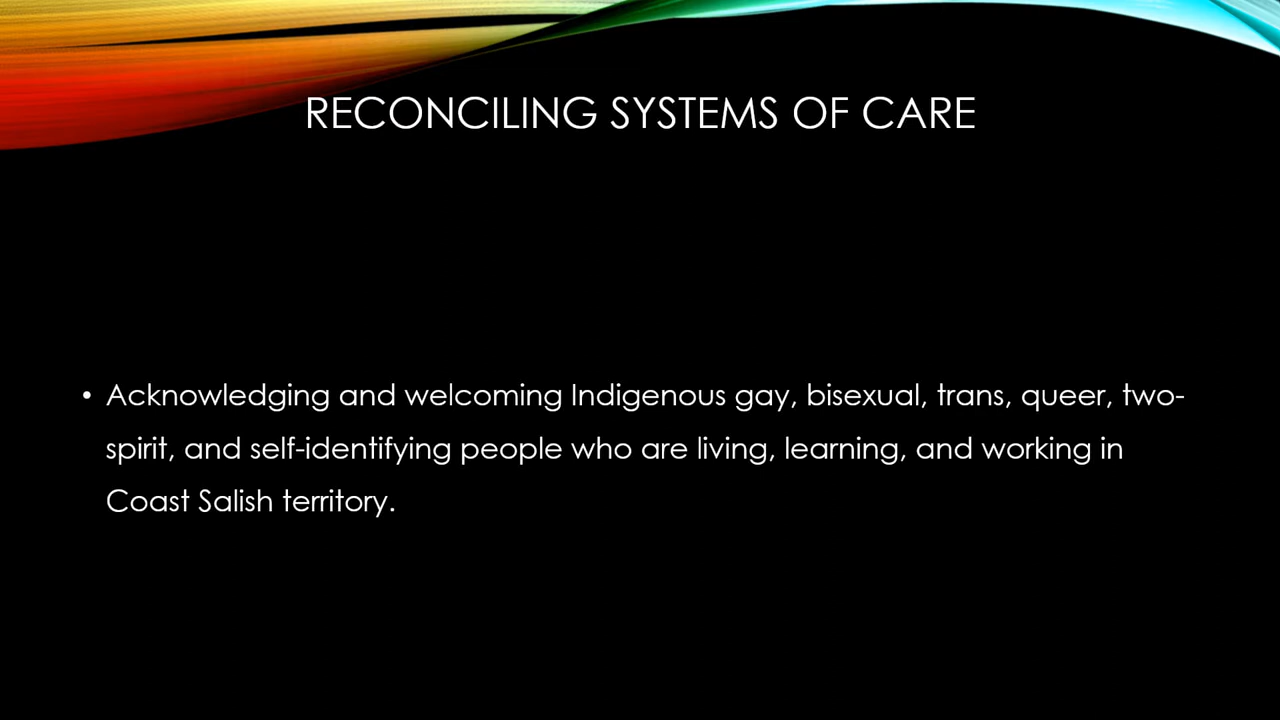 RECONCILING SYSTEMS OF CARE
• Acknowledging and welcoming Indigenous gay, bisexual, trans, queer, two-
spirit, and self-identifying people who are living, learning, and working in
Coast Salish territory.